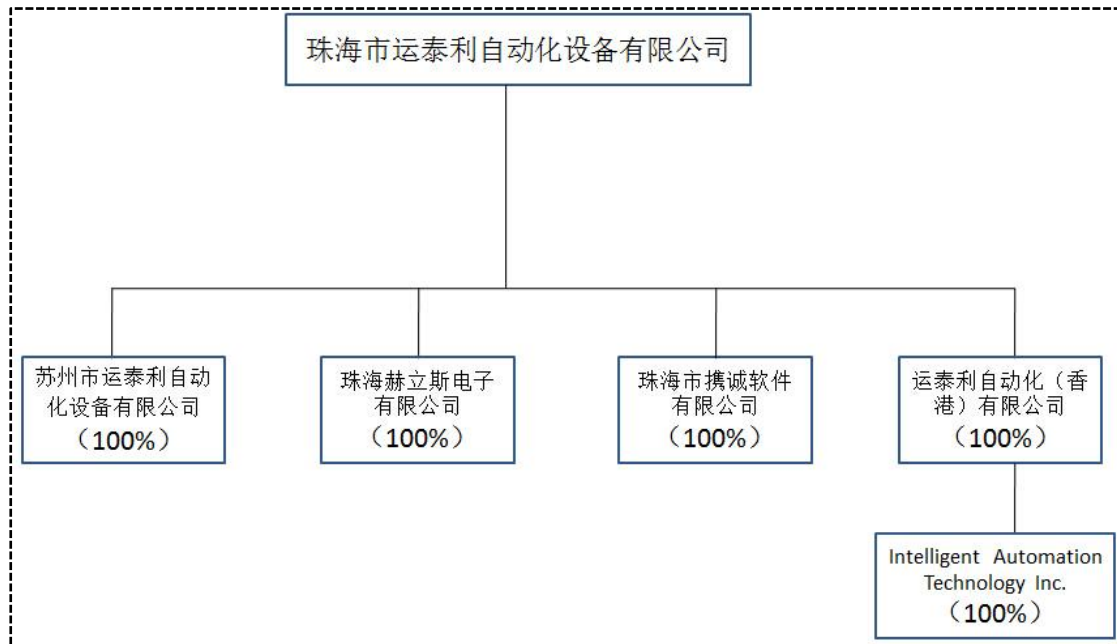 珠海市运泰利自动化设备有限公司
苏州市运泰利自动
化设备有限公司
（100%）
珠海赫立斯电子
有限公司
（100%）
珠海市携诚软件
有限公司
（100%）
运泰利自动化（香
港）有限公司
（100%）
Intelligent Automation
Technology Inc.
（100%）